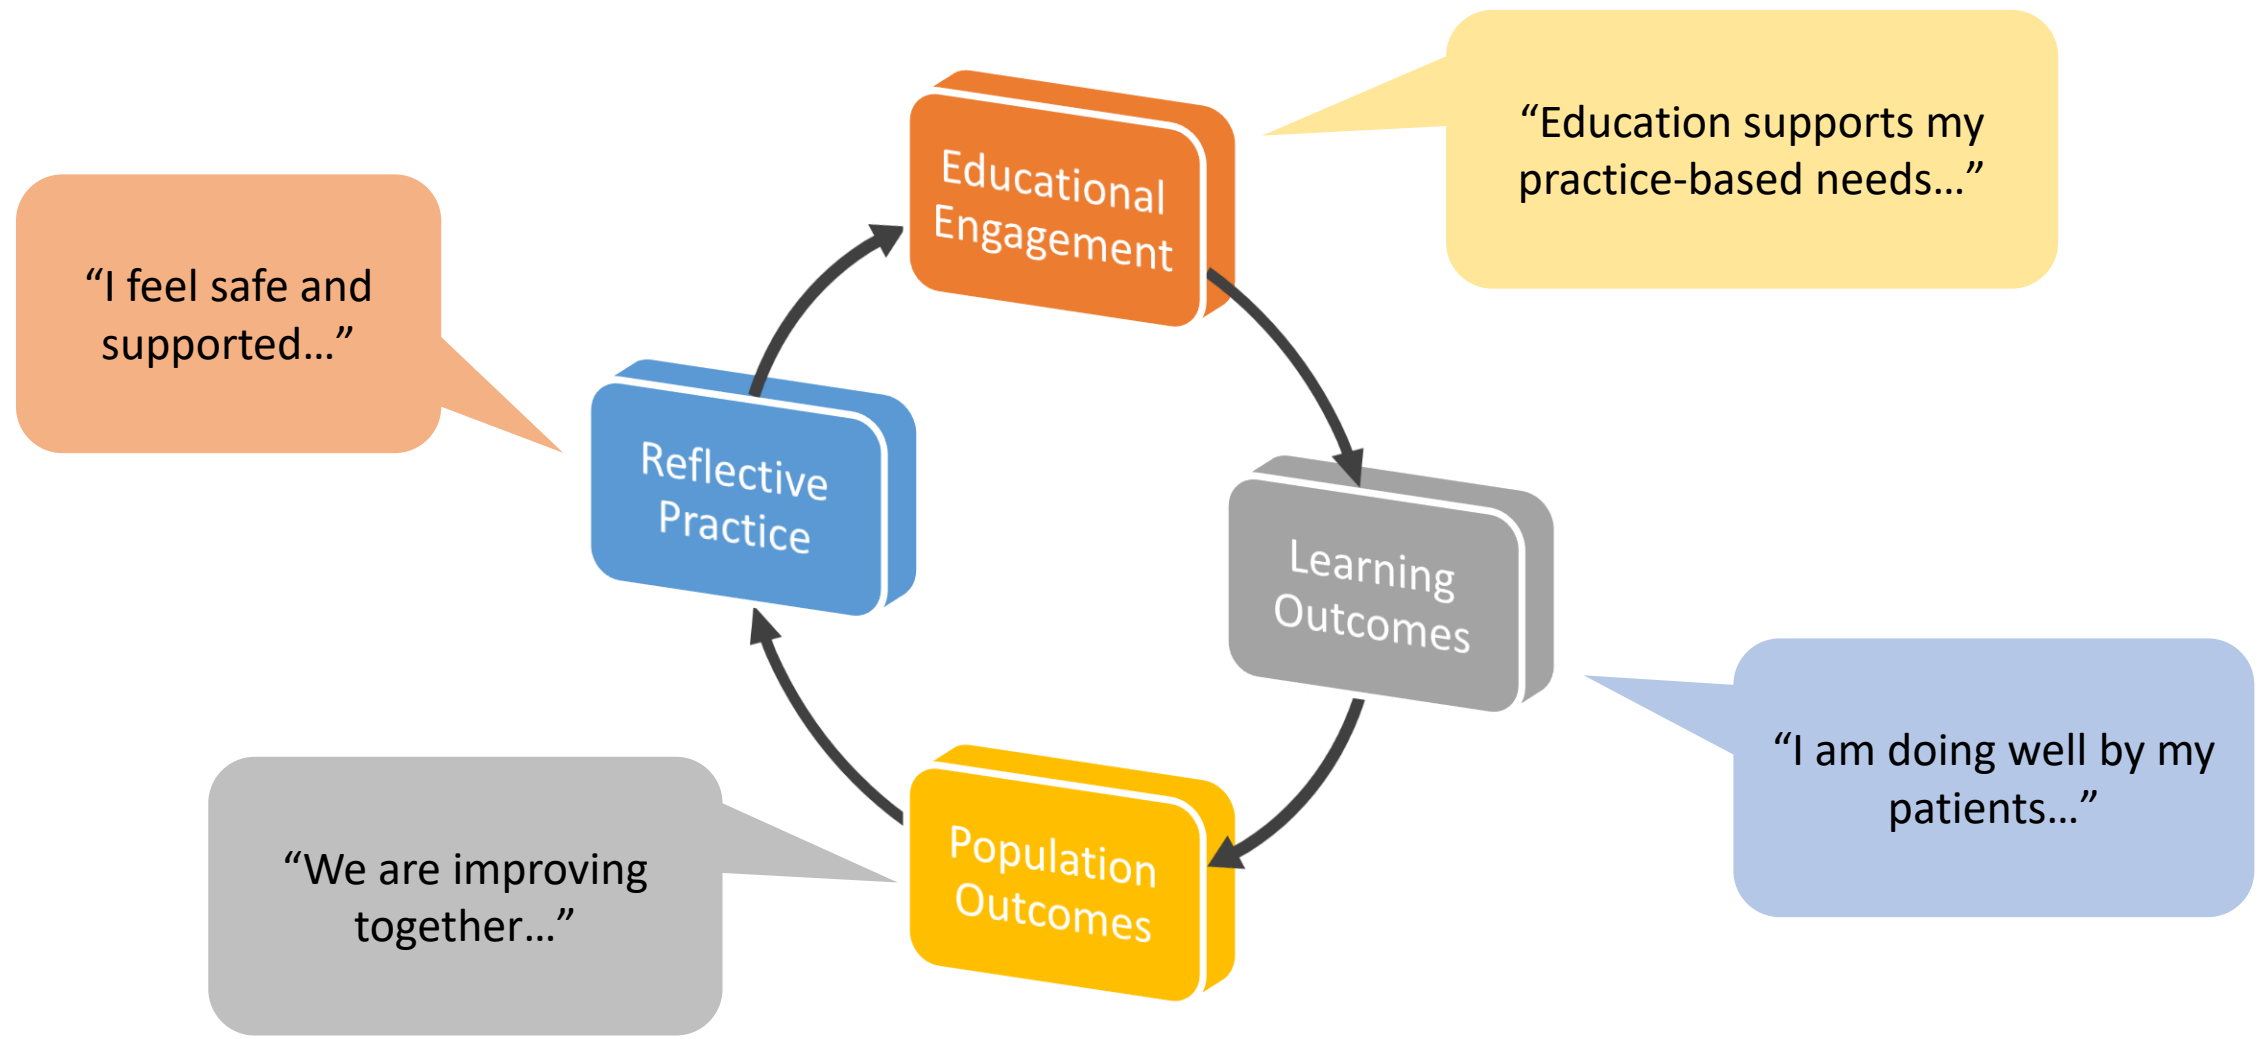 Educational
Engagement
“Education supports my
practice-based needs…”
“I feel safe and
supported…”
Reflective
Practice
Learning
Outcomes
“I am doing well by my
patients…”
Population
Outcomes
“We are improving
together…”